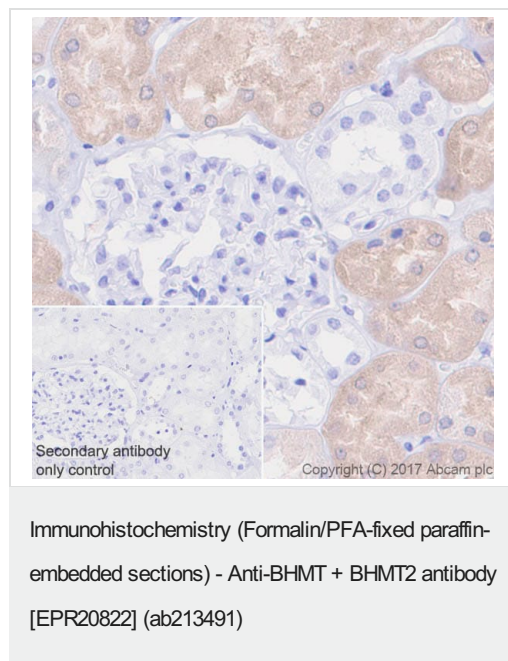 Secondary antibody
only control
Copyright (C) 2017 Abcam plc
Immunohistochemistry (Formalin/PFA-fixed paraffin-
embedded sections) - Anti-BHMT + BHMT2 antibody
[EPR20822] (ab213491)